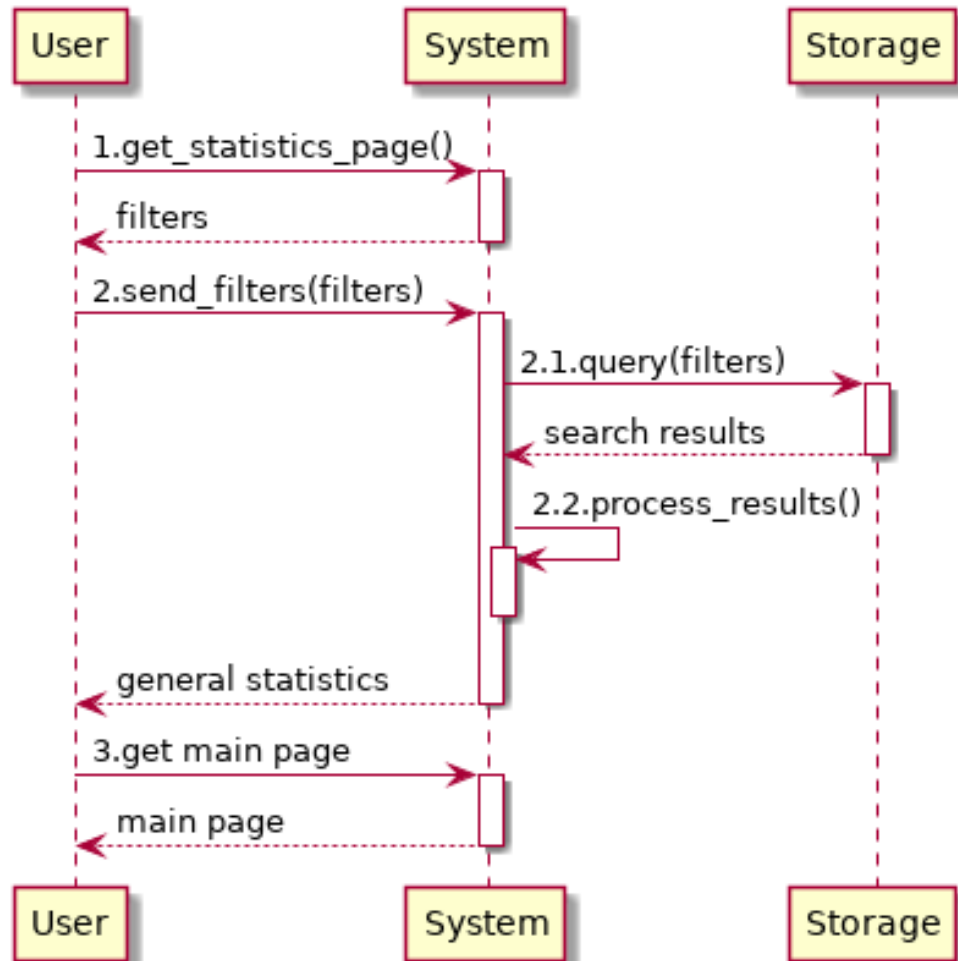 User
System
Storage
1.get_statistics_page()
filters
2.send_filters(filters)
2.1.query(filters)
search results
2.2.process_results()
general statistics
3.get main page
main page
User
System
Storage